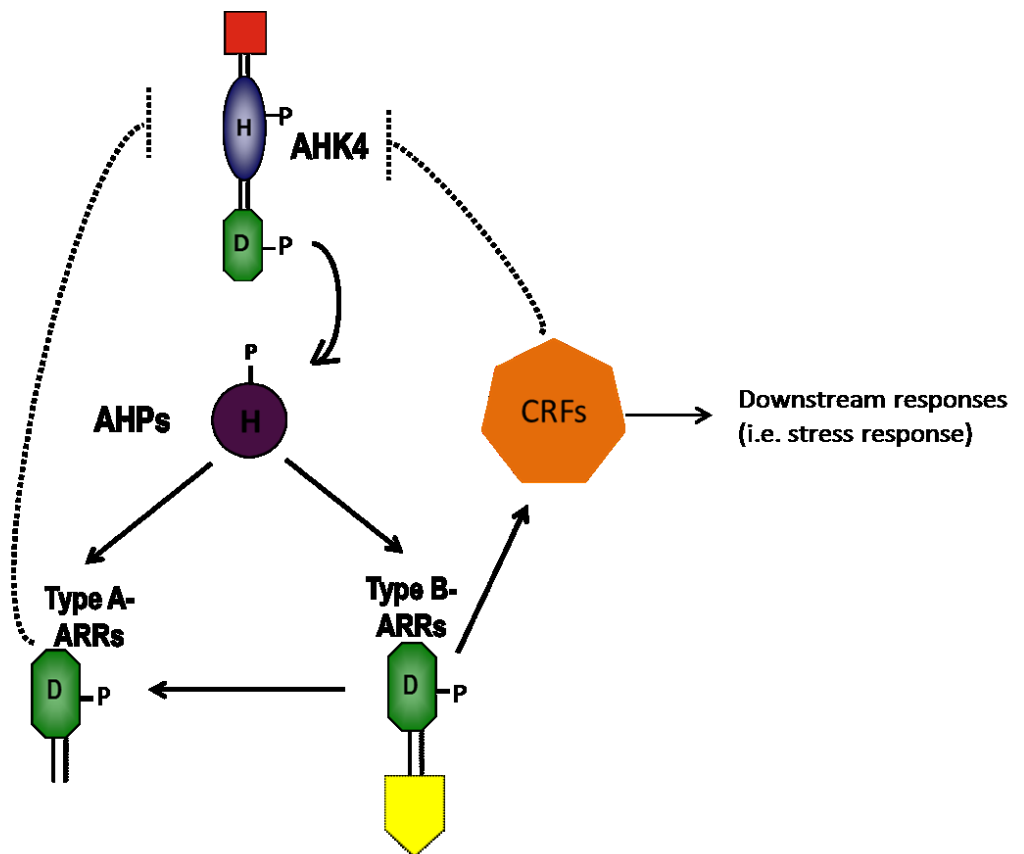 H
P
AHK4
D
P
P
AHPs
H
CRFs
Downstream responses
(i.e. stress response)
Type A-
ARRs
Type B-
ARRs
D
P
D
P